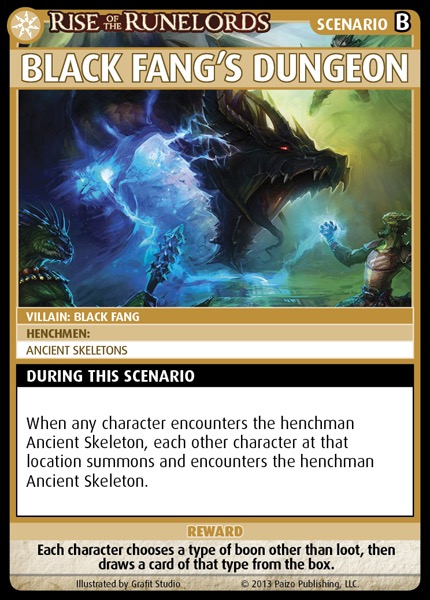 RISE OF THE RUNELORDS
SCENARIO B
BLACK FANG'S DUNGEON
VILLAIN: BLACK FANG
HENCHMEN:
ANCIENT SKELETONS
DURING THIS SCENARIO
When any character encounters the henchman
Ancient Skeleton, each other character at that
location summons and encounters the henchman
Ancient Skeleton.
REWARD
Each character chooses a type of boon other than loot, then
draws a card of that type from the box.
Illustrated by Grafit Studio © 2013 Paizo Publishing, LLC.